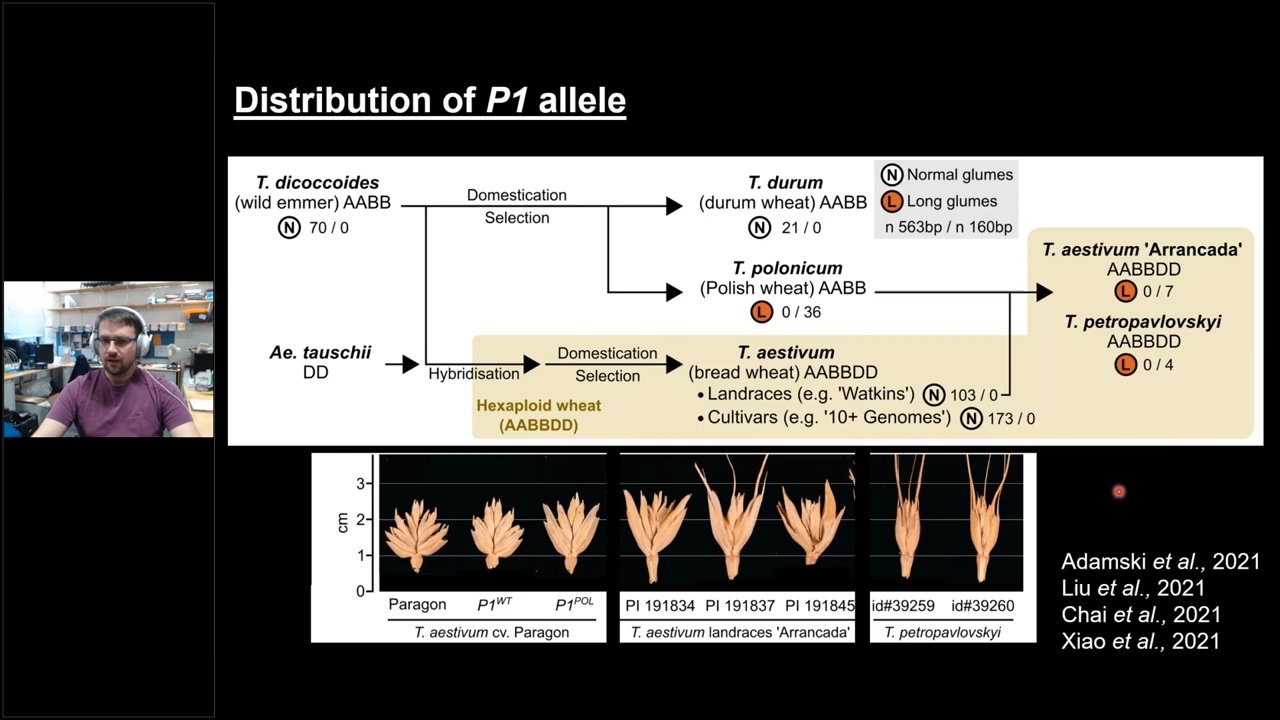 Distribution of P1 allele
T. dicoccoides
(wild emmer) AABB
N 70 / 0
Domestication
Selection
T. durum
(durum wheat) AABB
N 21 / 0
N Normal glumes
L Long glumes
n 563bp / n 160bp
T. polonicum
(Polish wheat) AABB
L 0 / 36
T. aestivum 'Arrancada'
AABBDD
L 0 / 7
T. petropavlovskyi
AABBDD
L 0 / 4
Ae. tauschii
DD
Hybridisation
Domestication
Selection
Hexaploid wheat
(AABBDD)
T. aestivum
(bread wheat) AABBDD
• Landraces (e.g. 'Watkins') N 103 / 0
• Cultivars (e.g. '10+ Genomes') N 173 / 0
cm
3
2
1
0
Paragon P1WT P1POL
T. aestivum cv. Paragon
PI 191834 PI 191837 PI 191845
T. aestivum landraces 'Arrancada'
id#39259 id#39260
T. petropavlovskyi
Adamski et al., 2021
Liu et al., 2021
Chai et al., 2021
Xiao et al., 2021